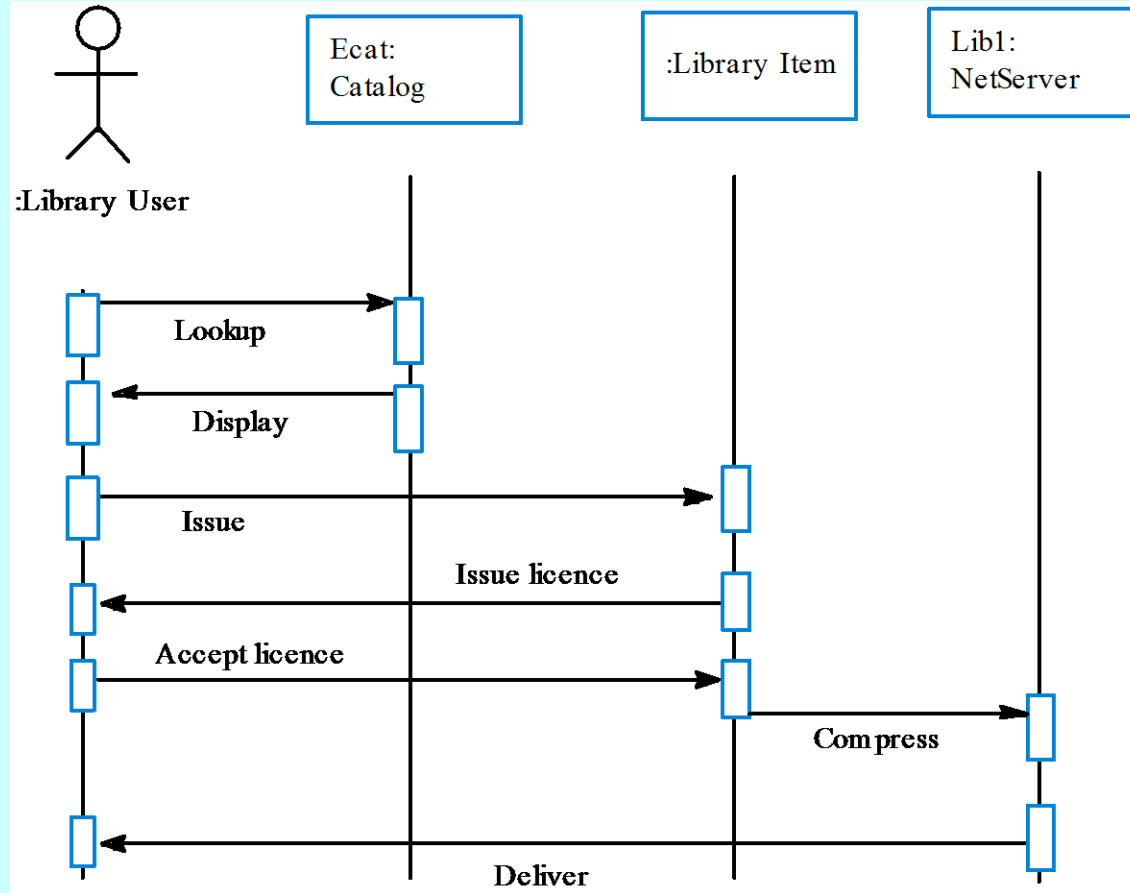 Ecat:
Catalog
:Library Item
Lib1:
NetServer
:Library User
Lookup
Display
Issue
Issue licence
Accept licence
Compress
Deliver